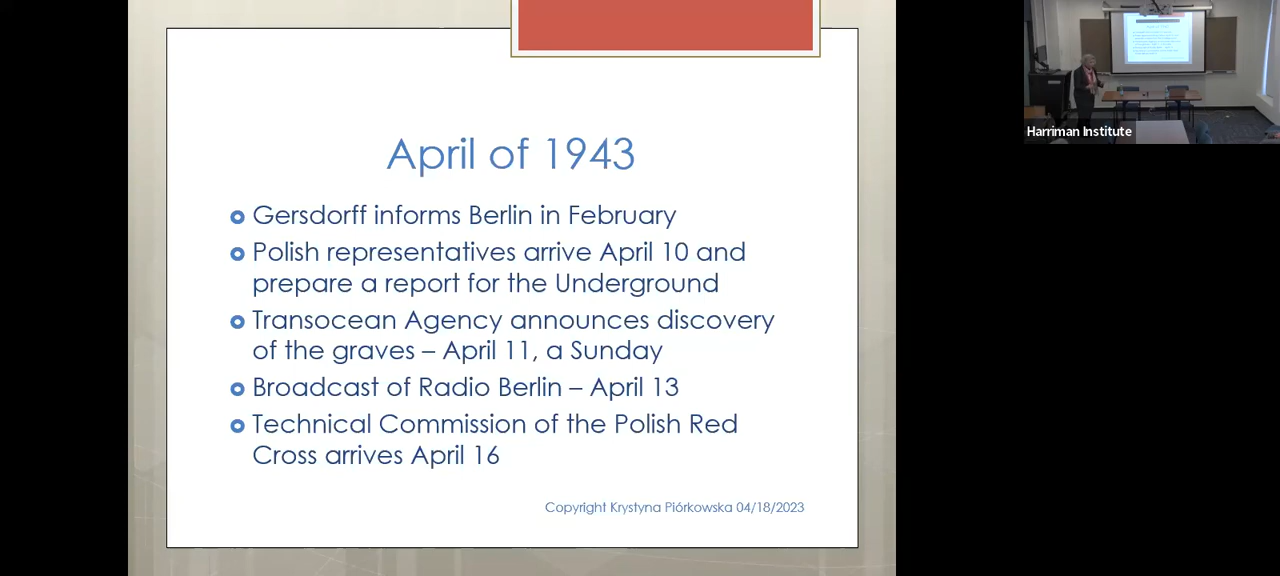 April of 1943
Gersdorff informs Berlin in February
Polish representatives arrive April 10 and
prepare a report for the Underground
Transocean Agency announces discovery
of the graves – April 11, a Sunday
Broadcast of Radio Berlin – April 13
Technical Commission of the Polish Red
Cross arrives April 16
Copyright Krystyna Piórkowska 04/18/2023
Harriman Institute